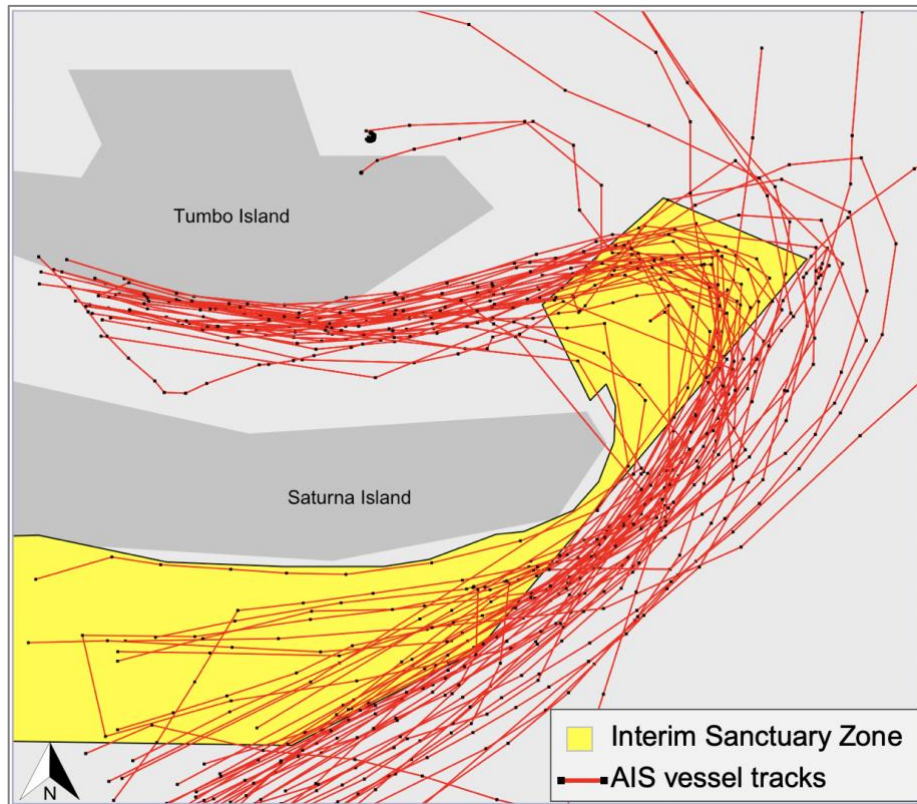 Tumbo Island
Saturna Island
Interim Sanctuary Zone
AIS vessel tracks
N